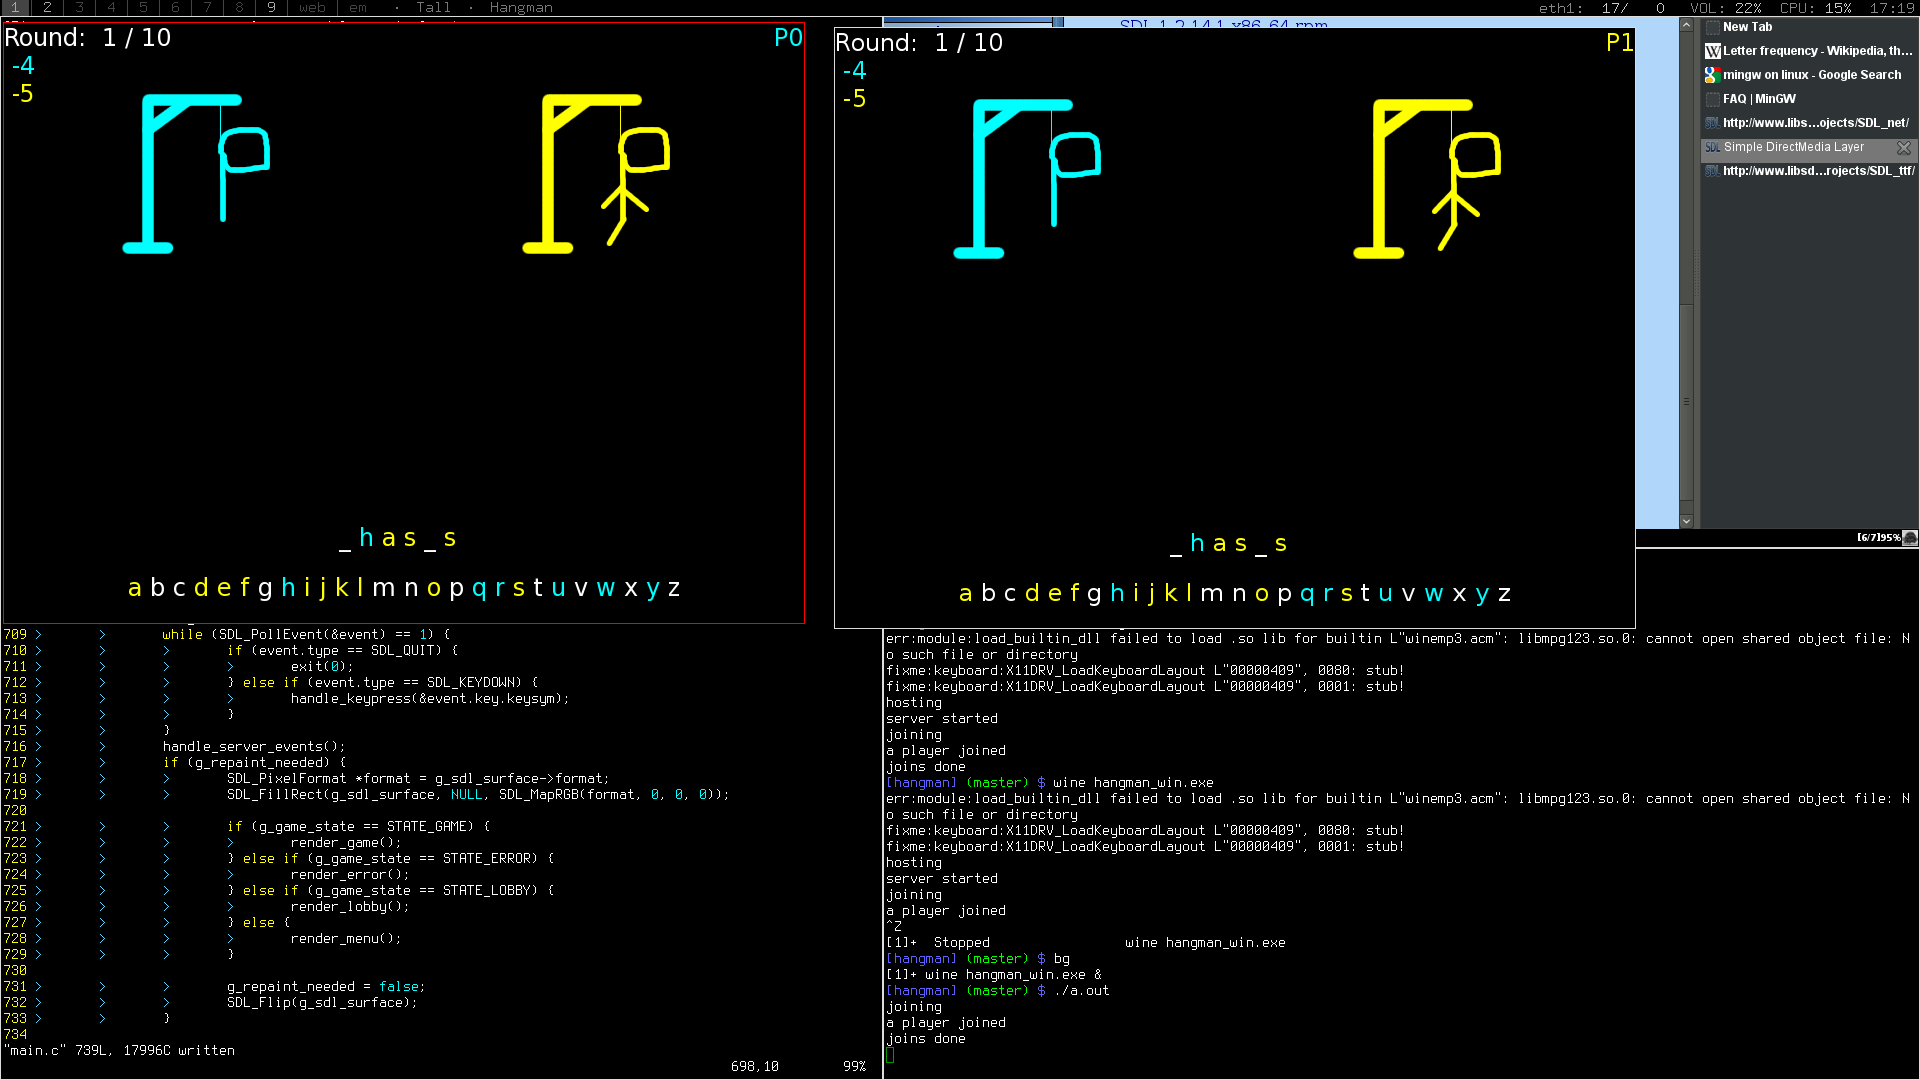 1 2 3 4 5 6 7 8 9 web em · Tall · Hangman
eth1: 17/ 0 VOL: 22% CPU: 15% 17:19
Round: 1 / 10
P0
-4
-5
_ h a s _ s
a b c d e f g h i j k l m n o p q r s t u v w x y z
SDL-1.2.14-1.x86_64.rpm
Round: 1 / 10
P1
-4
-5
_ h a s _ s
a b c d e f g h i j k l m n o p q r s t u v w x y z
New Tab
Letter frequency - Wikipedia, th...
mingw on linux - Google Search
FAQ | MinGW
http://www.libs...ojects/SDL_net/
Simple DirectMedia Layer
http://www.libsd...rojects/SDL_ttf/
[6/7]95%
709 > > while (SDL_PollEvent(&event) == 1) {
710 > > > if (event.type == SDL_QUIT) {
711 > > > > exit(0);
712 > > > } else if (event.type == SDL_KEYDOWN) {
713 > > > > handle_keypress(&event.key.keysym);
714 > > > }
715 > > }
716 > > handle_server_events();
717 > > if (g_repaint_needed) {
718 > > > SDL_PixelFormat *format = g_sdl_surface->format;
719 > > > SDL_FillRect(g_sdl_surface, NULL, SDL_MapRGB(format, 0, 0, 0));
720
721 > > > if (g_game_state == STATE_GAME) {
722 > > > > render_game();
723 > > > } else if (g_game_state == STATE_ERROR) {
724 > > > > render_error();
725 > > > } else if (g_game_state == STATE_LOBBY) {
726 > > > > render_lobby();
727 > > > } else {
728 > > > > render_menu();
729 > > > }
730
731 > > > g_repaint_needed = false;
732 > > > SDL_Flip(g_sdl_surface);
733 > > }
734
"main.c" 739L, 17996C written
698,10 99%
err:module:load_builtin_dll failed to load .so lib for builtin L"winemp3.acm": libmpg123.so.0: cannot open shared object file: N
o such file or directory
fixme:keyboard:X11DRV_LoadKeyboardLayout L"00000409", 0080: stub!
fixme:keyboard:X11DRV_LoadKeyboardLayout L"00000409", 0001: stub!
hosting
server started
joining
a player joined
joins done
[hangman] (master) $ wine hangman_win.exe
err:module:load_builtin_dll failed to load .so lib for builtin L"winemp3.acm": libmpg123.so.0: cannot open shared object file: N
o such file or directory
fixme:keyboard:X11DRV_LoadKeyboardLayout L"00000409", 0080: stub!
fixme:keyboard:X11DRV_LoadKeyboardLayout L"00000409", 0001: stub!
hosting
server started
joining
a player joined
^Z
[1]+ Stopped wine hangman_win.exe
[hangman] (master) $ bg
[1]+ wine hangman_win.exe &
[hangman] (master) $ ./a.out
joining
a player joined
joins done